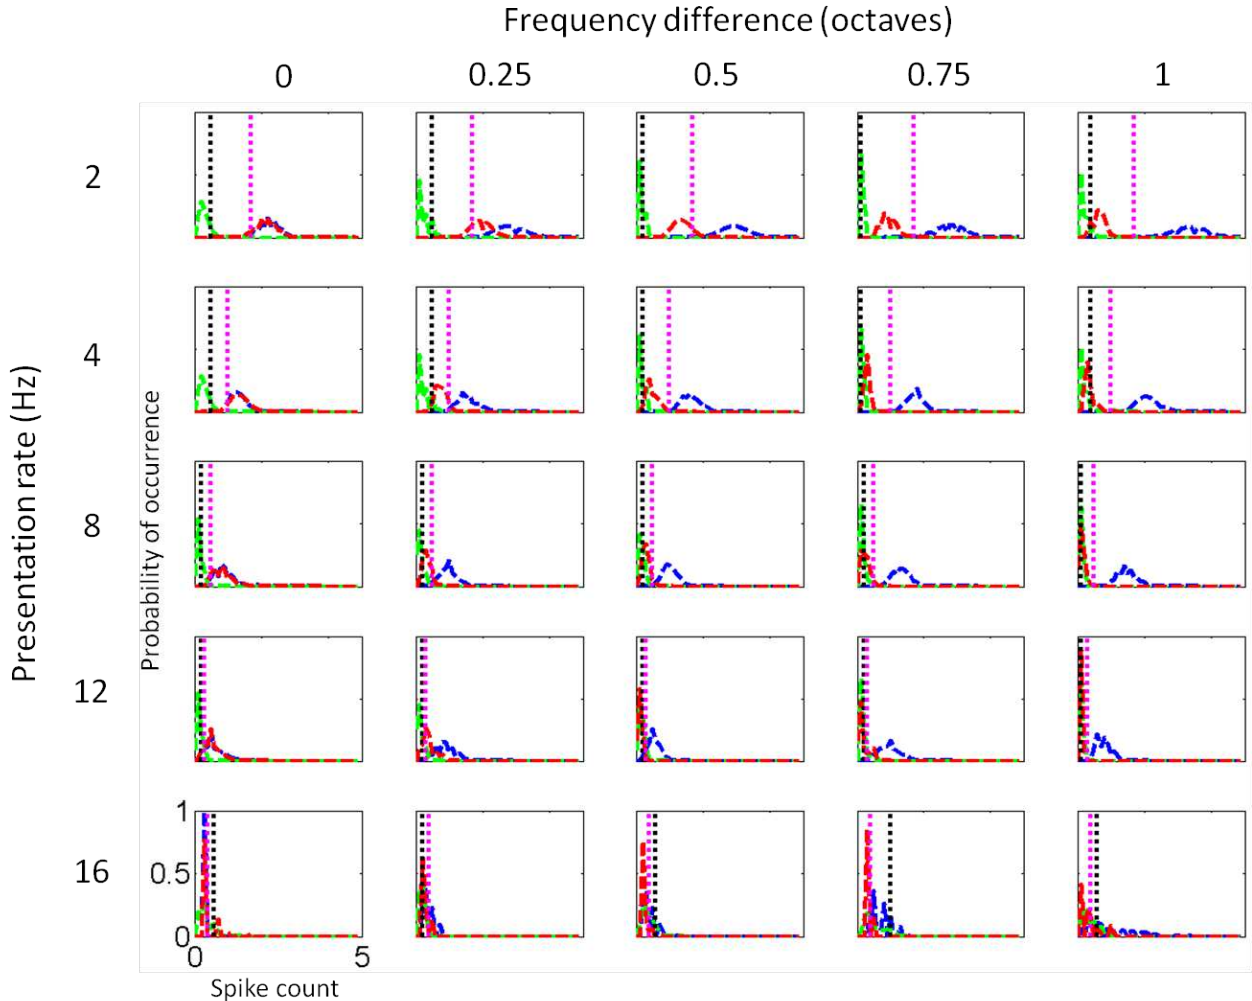 Frequency difference (octaves)
0 0.25 0.5 0.75 1
Presentation rate (Hz)
2
4
8
12
16
Probability of occurrence
1
0.5
0
0 5
Spike count